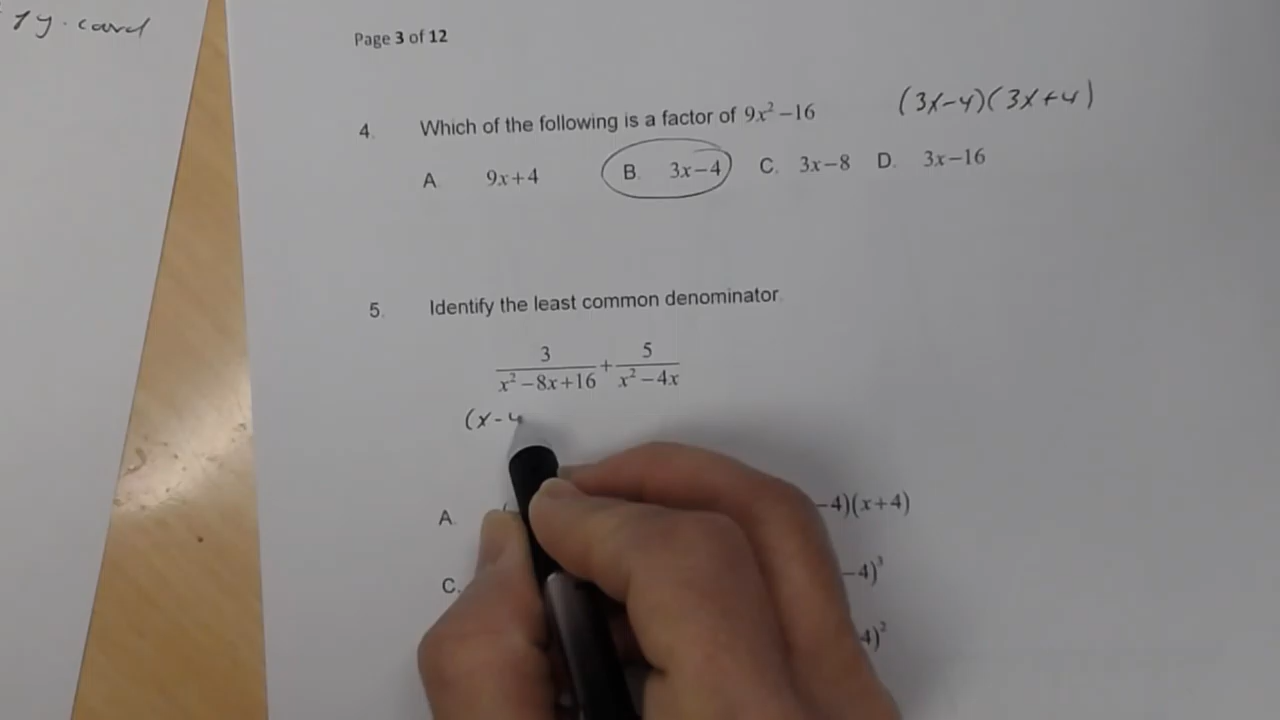 7y. card
Page 3 of 12
4. Which of the following is a factor of 9x² − 16 (3x−4)(3x+4)
A 9x+4 B. 3x−4 C. 3x−8 D. 3x−16
5. Identify the least common denominator
3/(x² − 8x + 16) + 5/(x² − 4x)
(x−4
A. −4)(x+4)
C. −4)³
4)²